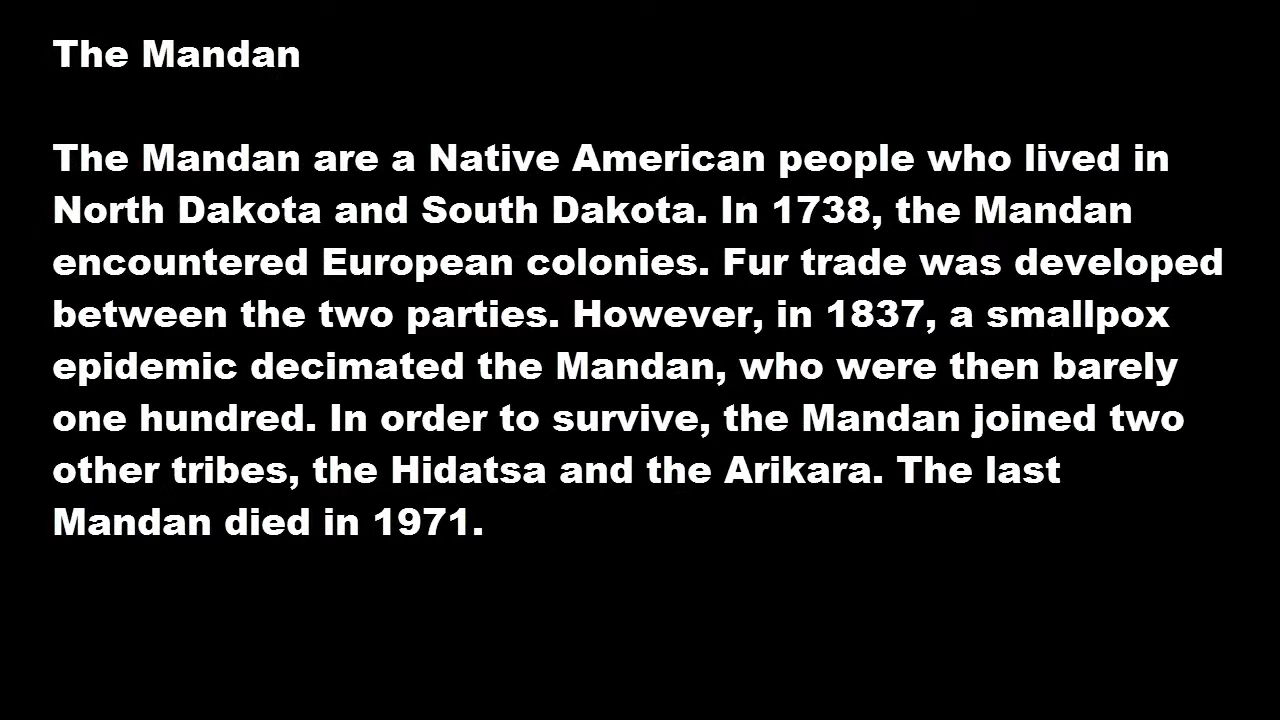 The Mandan
The Mandan are a Native American people who lived in
North Dakota and South Dakota. In 1738, the Mandan
encountered European colonies. Fur trade was developed
between the two parties. However, in 1837, a smallpox
epidemic decimated the Mandan, who were then barely
one hundred. In order to survive, the Mandan joined two
other tribes, the Hidatsa and the Arikara. The last
Mandan died in 1971.